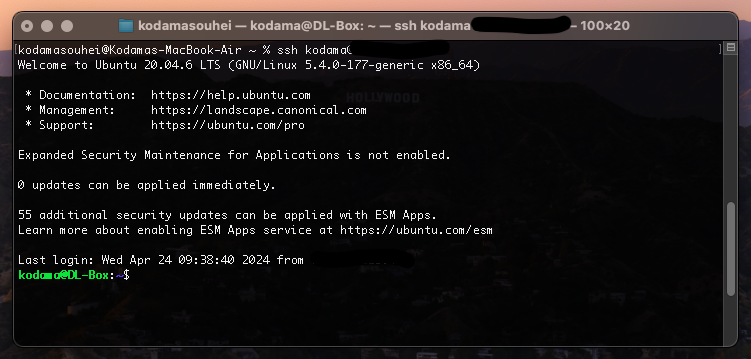 kodamasouhei — kodama@DL-Box: ~ — ssh kodama — 100×20
[kodamasouhei@Kodamas-MacBook-Air ~ % ssh kodama@ ]
Welcome to Ubuntu 20.04.6 LTS (GNU/Linux 5.4.0-177-generic x86_64)
* Documentation: https://help.ubuntu.com
* Management: https://landscape.canonical.com
* Support: https://ubuntu.com/pro
Expanded Security Maintenance for Applications is not enabled.
0 updates can be applied immediately.
55 additional security updates can be applied with ESM Apps.
Learn more about enabling ESM Apps service at https://ubuntu.com/esm
Last login: Wed Apr 24 09:38:40 2024 from
kodama@DL-Box:~$
HOLLYWOOD